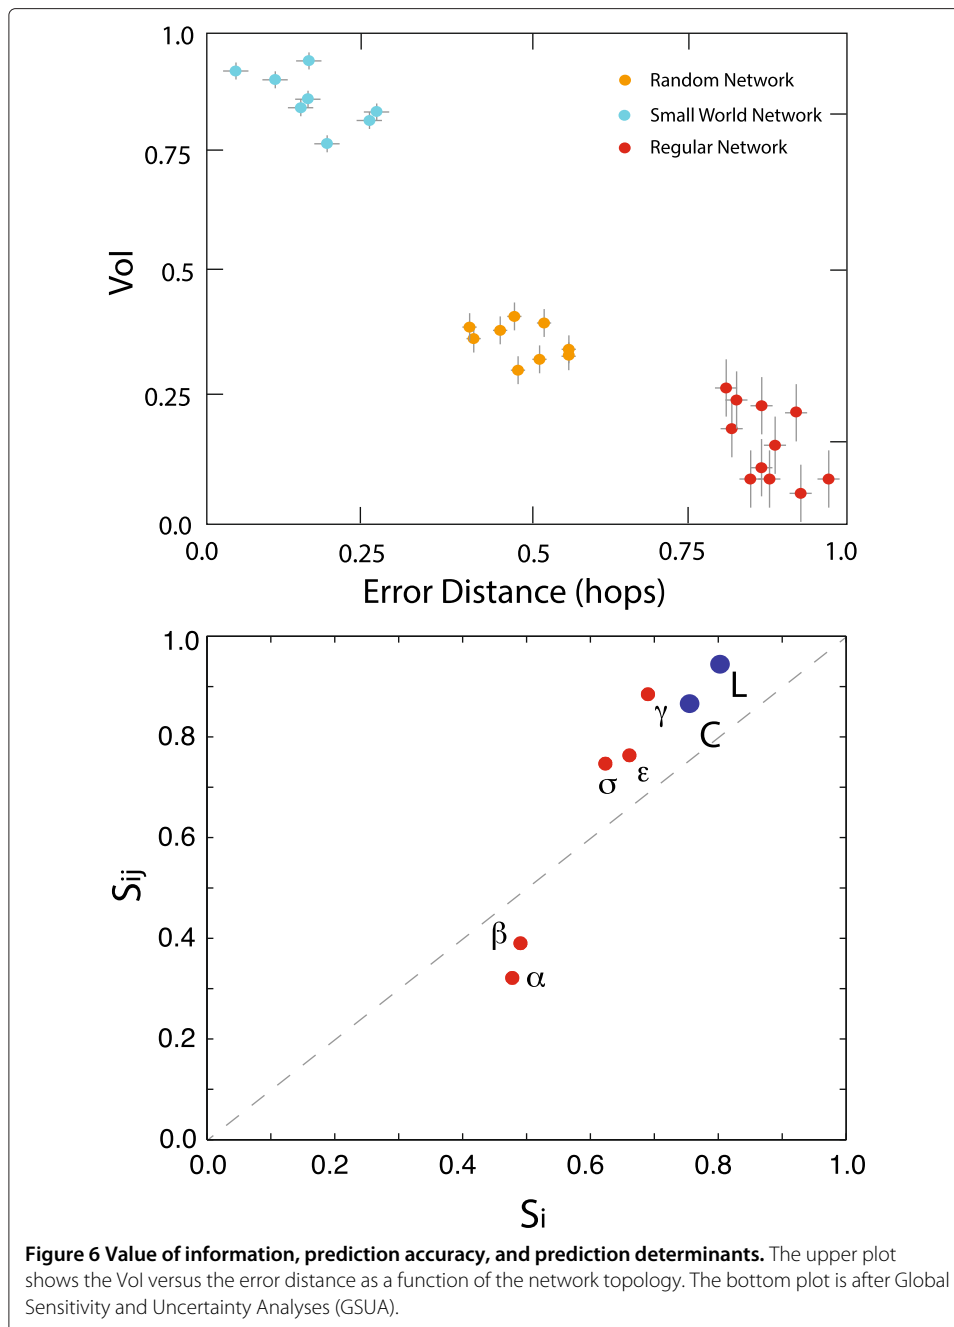 1.0
Random Network
Small World Network
Regular Network
0.75
VoI
0.5
0.25
0.0
0.0 0.25 0.5 0.75 1.0
Error Distance (hops)
1.0
L
γ
C
0.8
σ ε
0.6
Sij
β
0.4
α
0.2
0.0
0.0 0.2 0.4 0.6 0.8 1.0
Si
Figure 6 Value of information, prediction accuracy, and prediction determinants. The upper plot
shows the VoI versus the error distance as a function of the network topology. The bottom plot is after Global
Sensitivity and Uncertainty Analyses (GSUA).